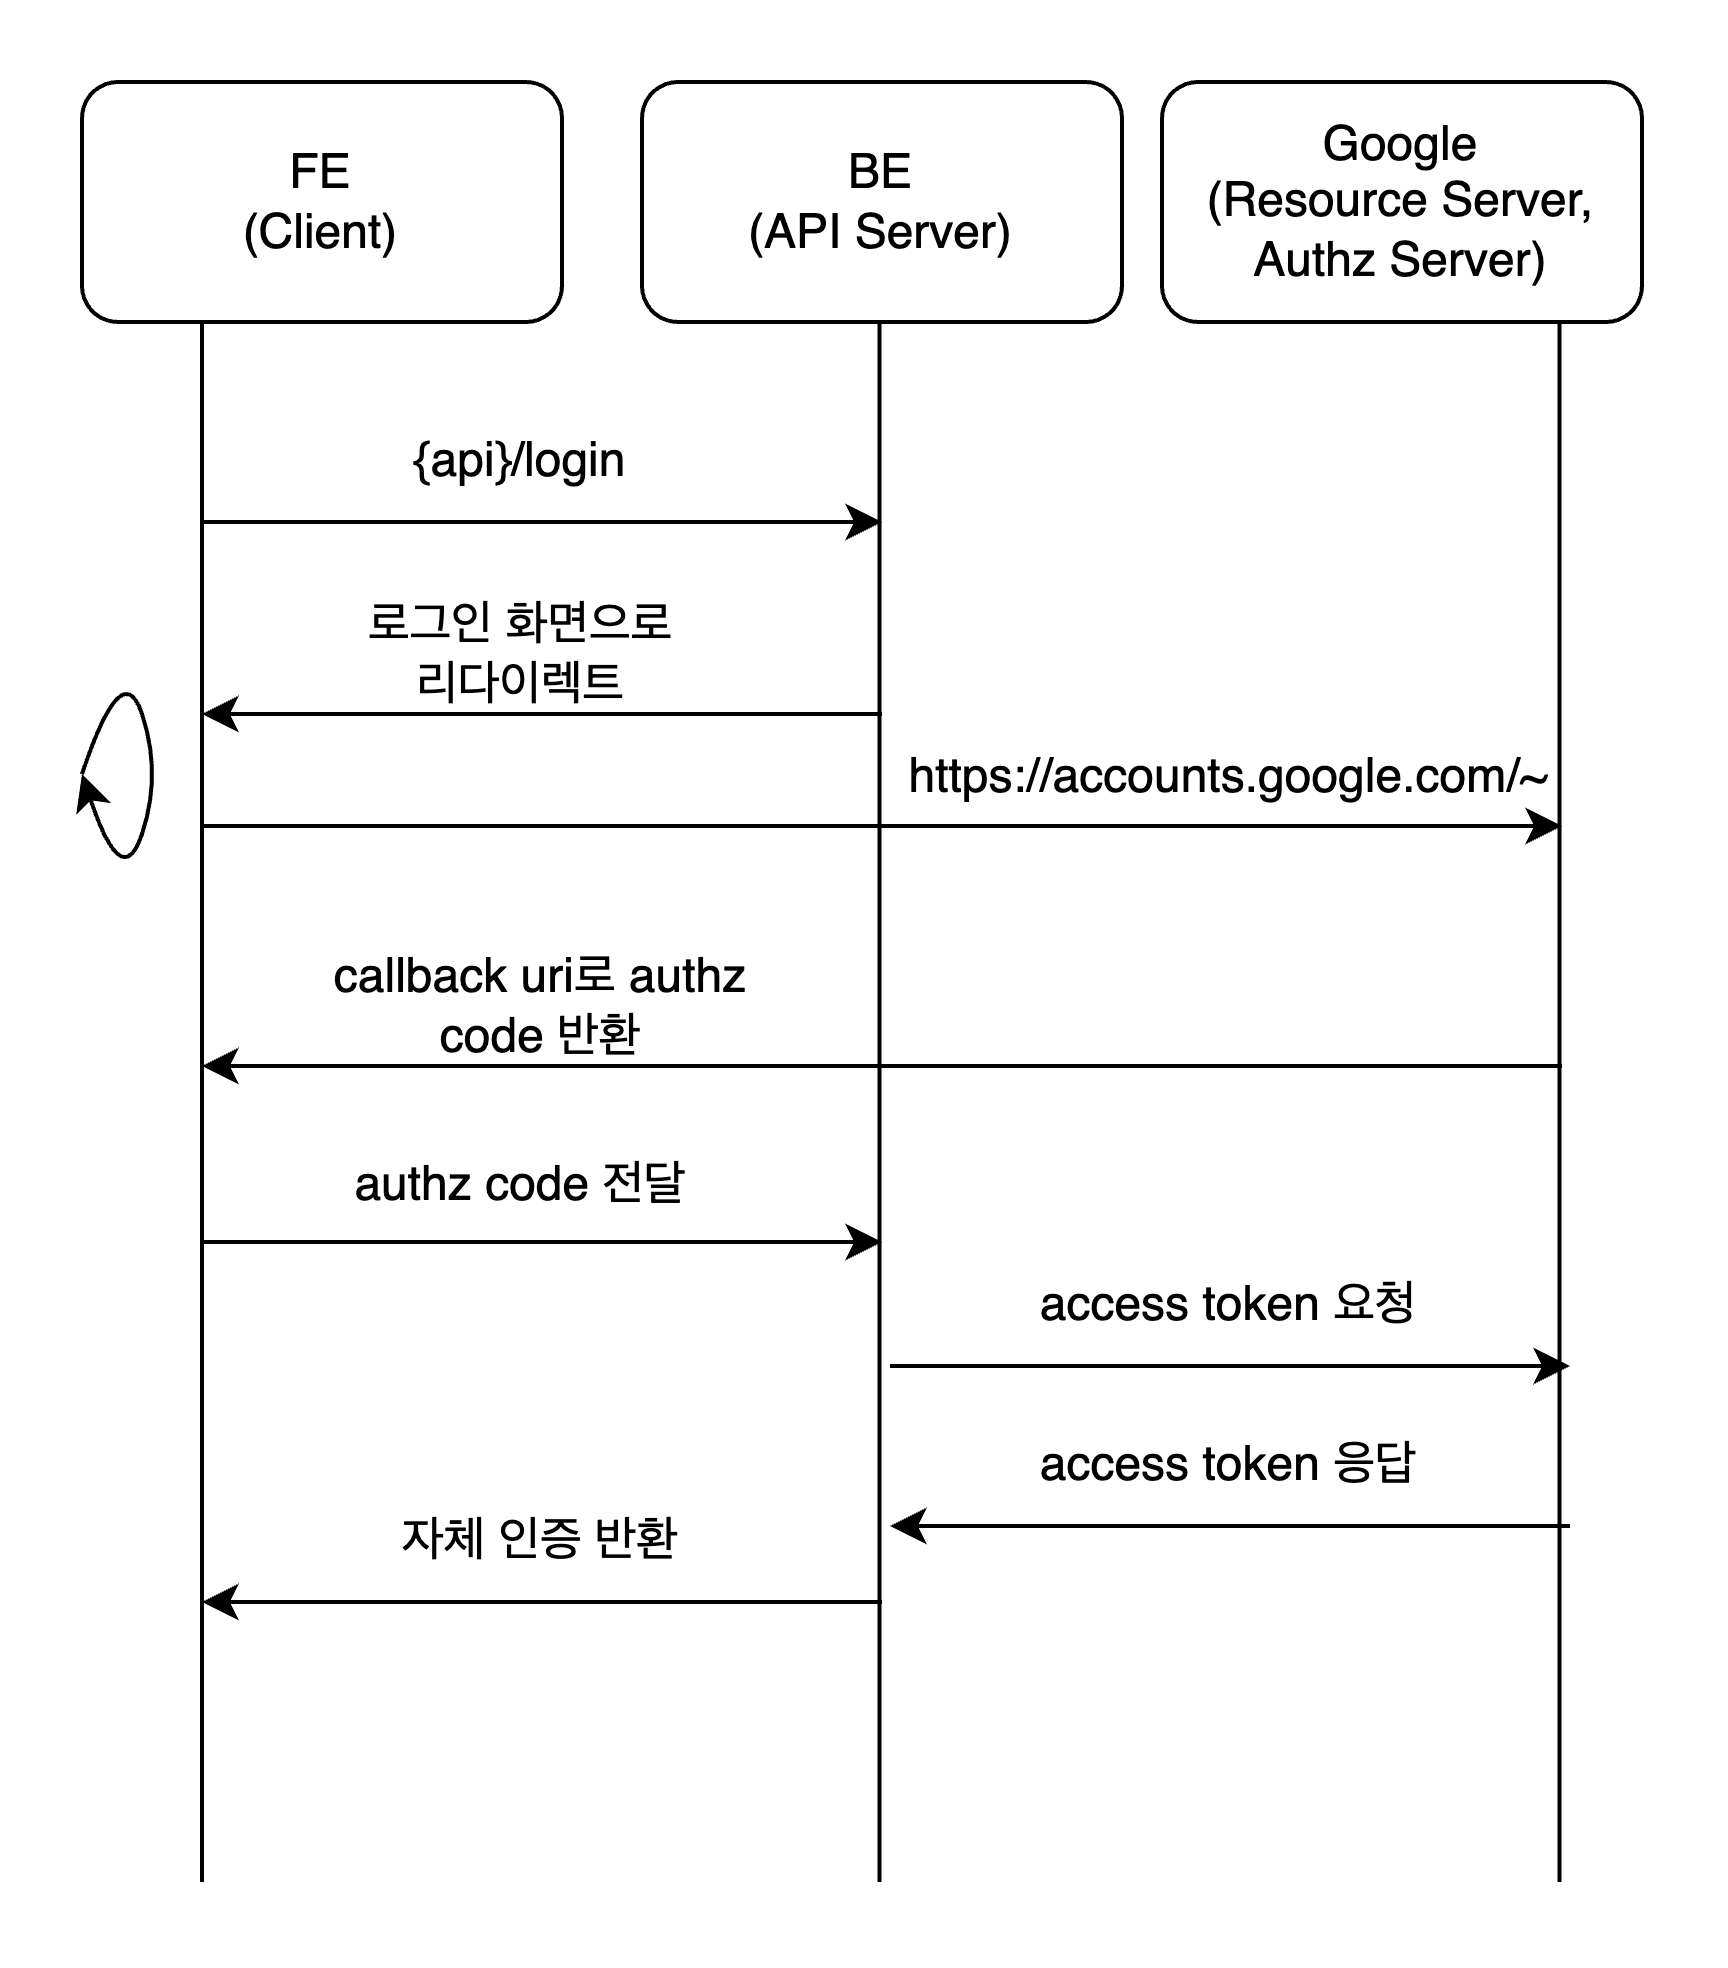 FE
(Client)
BE
(API Server)
Google
(Resource Server,
Authz Server)
{api}/login
로그인 화면으로
리다이렉트
https://accounts.google.com/~
callback uri로 authz
code 반환
authz code 전달
access token 요청
access token 응답
자체 인증 반환